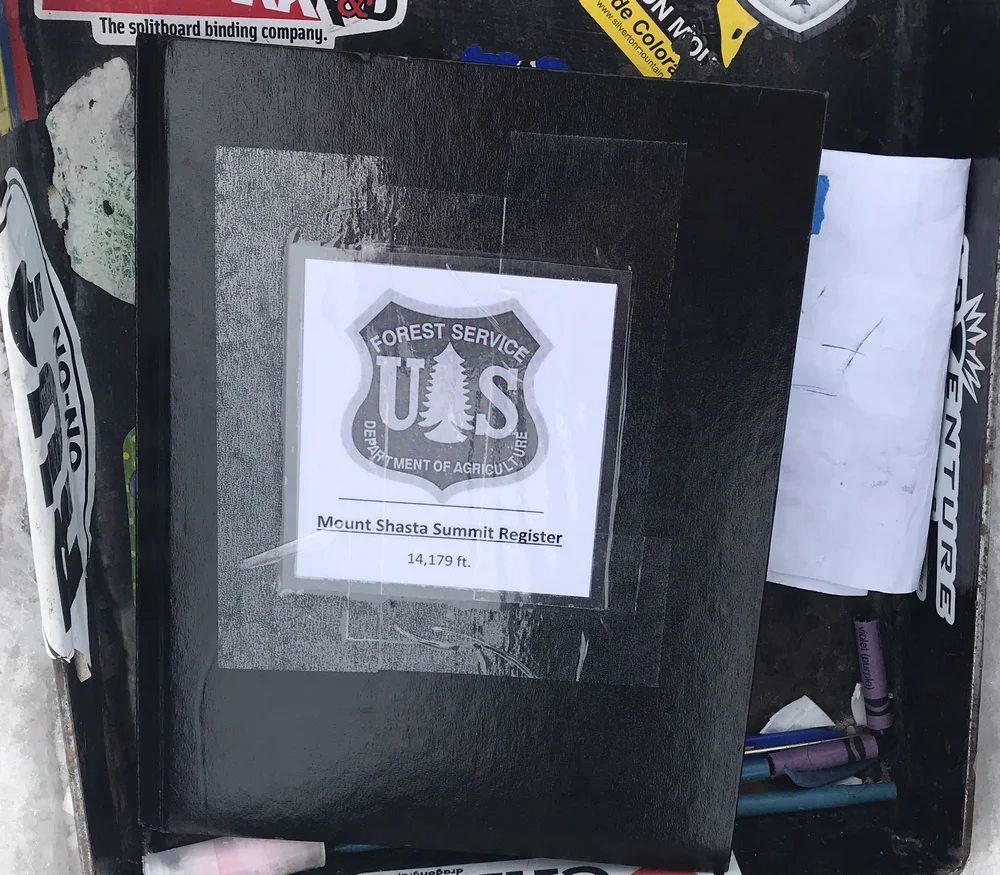 The splitboard binding company.
de Colora
www.silvertonmountain
FOREST SERVICE
U S
DEPARTMENT OF AGRICULTURE
Mount Shasta Summit Register
14,179 ft.
ENTURE
violet (purple)